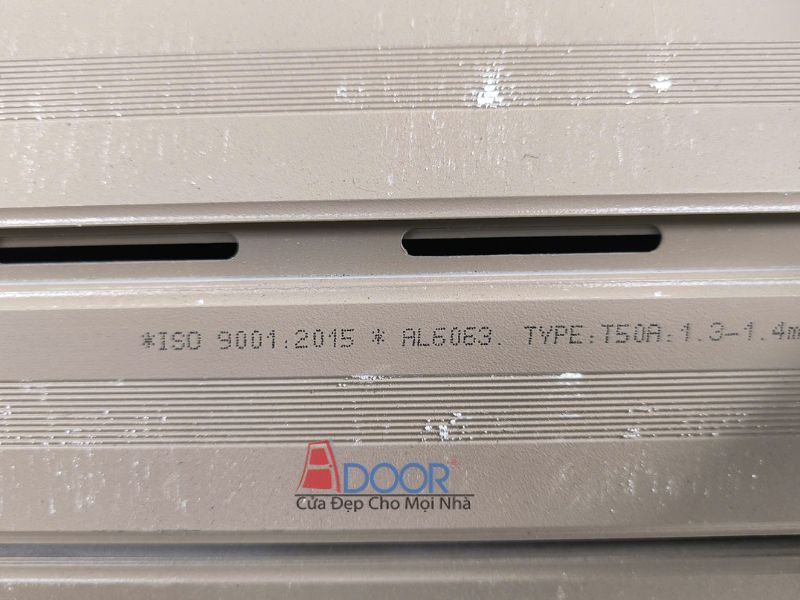 *ISO 9001:2015 * AL6063. TYPE:T50A:1.3-1.4m
ADOOR®
Cửa Đẹp Cho Mọi Nhà